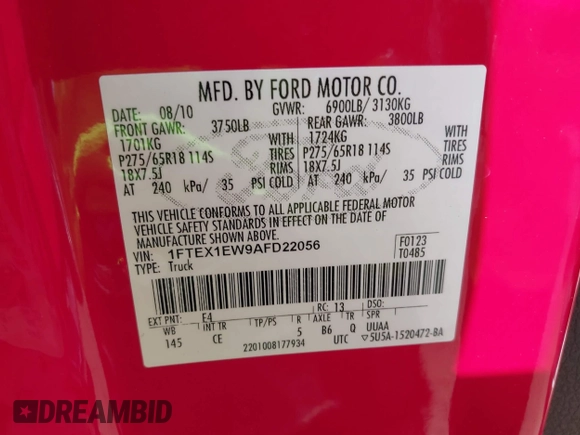 MFD. BY FORD MOTOR CO.
DATE: 08/10 GVWR: 6900LB/ 3130KG
FRONT GAWR: 3750LB REAR GAWR: 3800LB
1701KG WITH 1724KG WITH
P275/65R18 114S TIRES P275/65R18 114S TIRES
18X7.5J RIMS 18X7.5J RIMS
AT 240 kPa/ 35 PSI COLD AT 240 kPa/ 35 PSI COLD
THIS VEHICLE CONFORMS TO ALL APPLICABLE FEDERAL MOTOR
VEHICLE SAFETY STANDARDS IN EFFECT ON THE DATE OF
MANUFACTURE SHOWN ABOVE.
VIN: 1FTEX1EW9AFD22056 F0123
TYPE: Truck T0485
EXT PNT: E4 RC: 13 DSO:
WB INT TR TP/PS R AXLE TR SPR
145 CE 5 B6 Q UUAA
2201008177934 UTC 5U5A-1520472-BA
DREAMBID